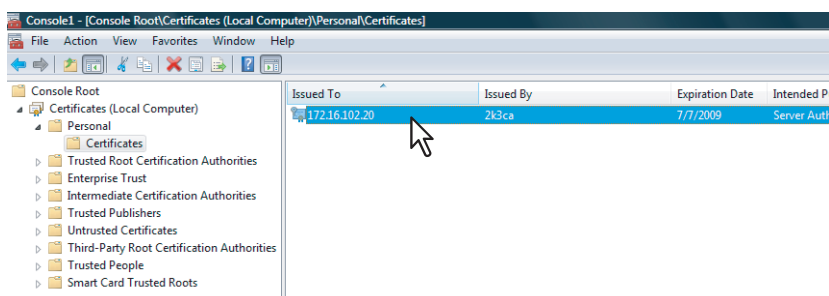 Console1 - [Console Root\Certificates (Local Computer)\Personal\Certificates]
File Action View Favorites Window Help
Console Root
Certificates (Local Computer)
Personal
Certificates
Trusted Root Certification Authorities
Enterprise Trust
Intermediate Certification Authorities
Trusted Publishers
Untrusted Certificates
Third-Party Root Certification Authorities
Trusted People
Smart Card Trusted Roots
Issued To Issued By Expiration Date Intended P
172.16.102.20 2k3ca 7/7/2009 Server Auth